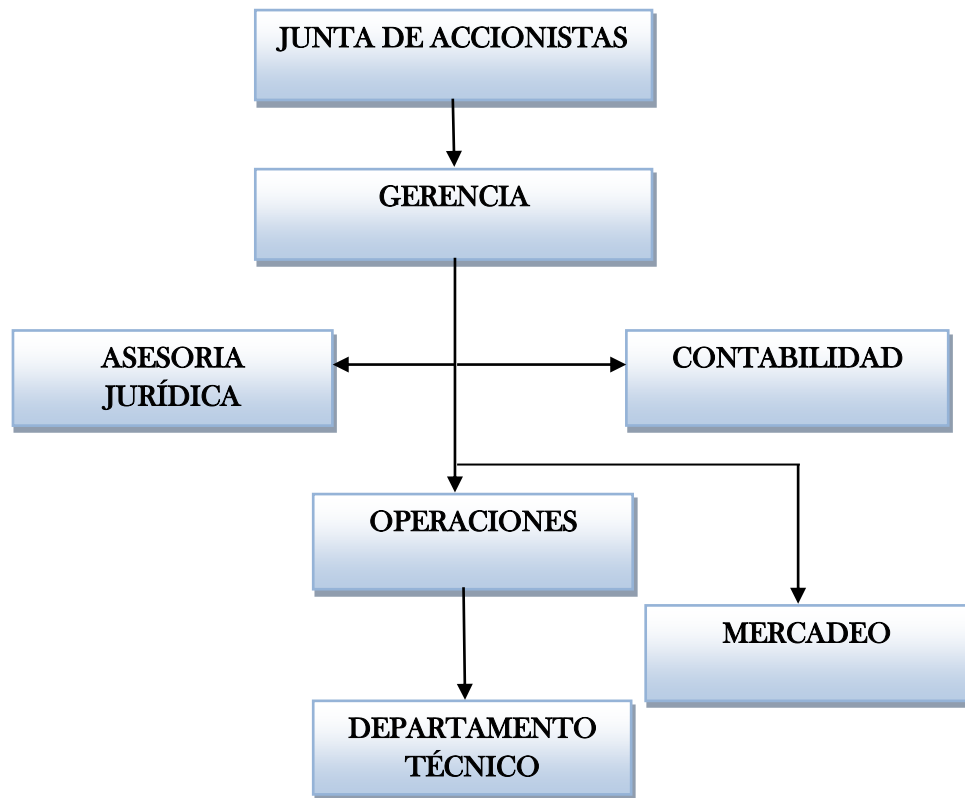 JUNTA DE ACCIONISTAS
GERENCIA
ASESORIA
JURÍDICA
CONTABILIDAD
OPERACIONES
MERCADEO
DEPARTAMENTO
TÉCNICO